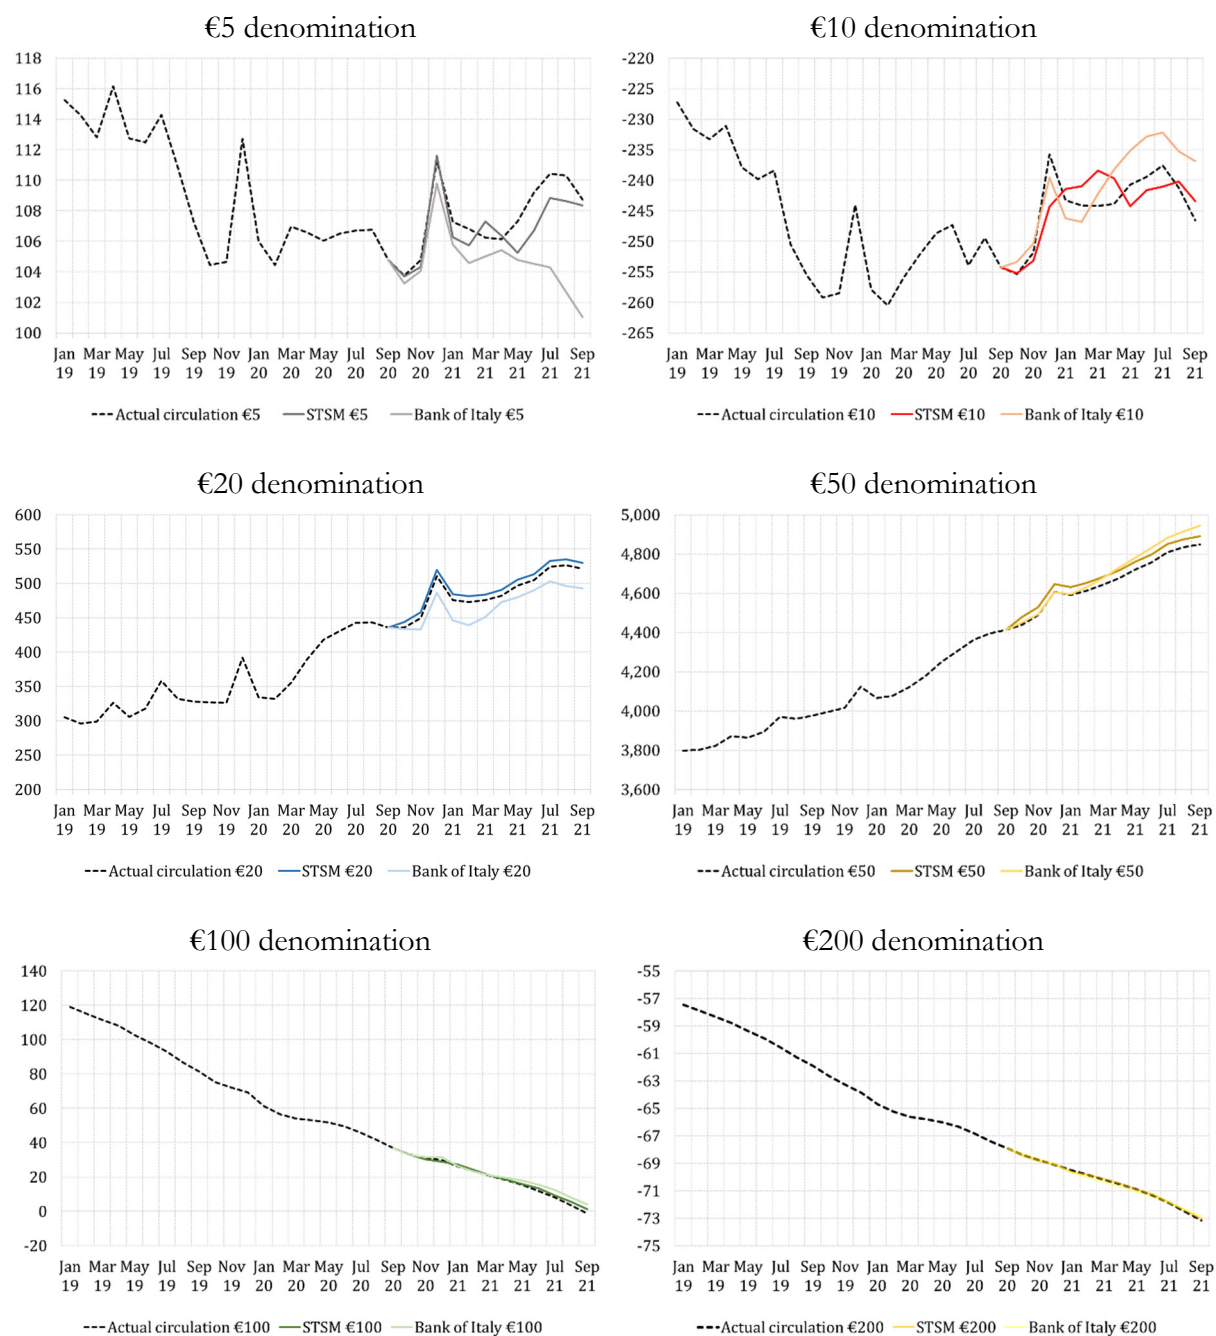 €5 denomination
118
116
114
112
110
108
106
104
102
100
Jan Mar May Jul Sep Nov Jan Mar May Jul Sep Nov Jan Mar May Jul Sep
19 19 19 19 19 19 20 20 20 20 20 20 21 21 21 21 21
Actual circulation €5 STSM €5 Bank of Italy €5
€10 denomination
-220
-225
-230
-235
-240
-245
-250
-255
-260
-265
Jan Mar May Jul Sep Nov Jan Mar May Jul Sep Nov Jan Mar May Jul Sep
19 19 19 19 19 19 20 20 20 20 20 20 21 21 21 21 21
Actual circulation €10 STSM €10 Bank of Italy €10
€20 denomination
600
550
500
450
400
350
300
250
200
Jan Mar May Jul Sep Nov Jan Mar May Jul Sep Nov Jan Mar May Jul Sep
19 19 19 19 19 19 20 20 20 20 20 20 21 21 21 21 21
Actual circulation €20 STSM €20 Bank of Italy €20
€50 denomination
5,000
4,800
4,600
4,400
4,200
4,000
3,800
3,600
Jan Mar May Jul Sep Nov Jan Mar May Jul Sep Nov Jan Mar May Jul Sep
19 19 19 19 19 19 20 20 20 20 20 20 21 21 21 21 21
Actual circulation €50 STSM €50 Bank of Italy €50
€100 denomination
140
120
100
80
60
40
20
0
-20
Jan Mar May Jul Sep Nov Jan Mar May Jul Sep Nov Jan Mar May Jul Sep
19 19 19 19 19 19 20 20 20 20 20 20 21 21 21 21 21
Actual circulation €100 STSM €100 Bank of Italy €100
€200 denomination
-55
-57
-59
-61
-63
-65
-67
-69
-71
-73
-75
Jan Mar May Jul Sep Nov Jan Mar May Jul Sep Nov Jan Mar May Jul Sep
19 19 19 19 19 19 20 20 20 20 20 20 21 21 21 21 21
Actual circulation €200 STSM €200 Bank of Italy €200